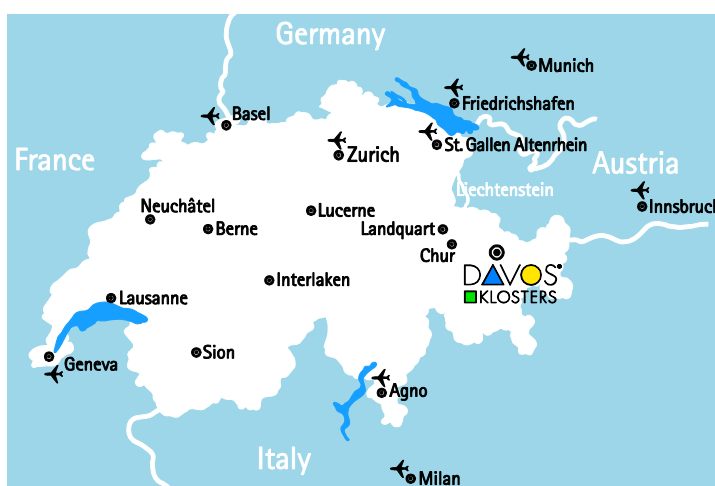 Germany
Munich
Friedrichshafen
Basel
St. Gallen Altenrhein
Zurich
France
Austria
Liechtenstein
Neuchâtel
Innsbruck
Lucerne
Berne
Landquart
Chur
DAVOS
KLOSTERS
Interlaken
Lausanne
Sion
Geneva
Agno
Italy
Milan